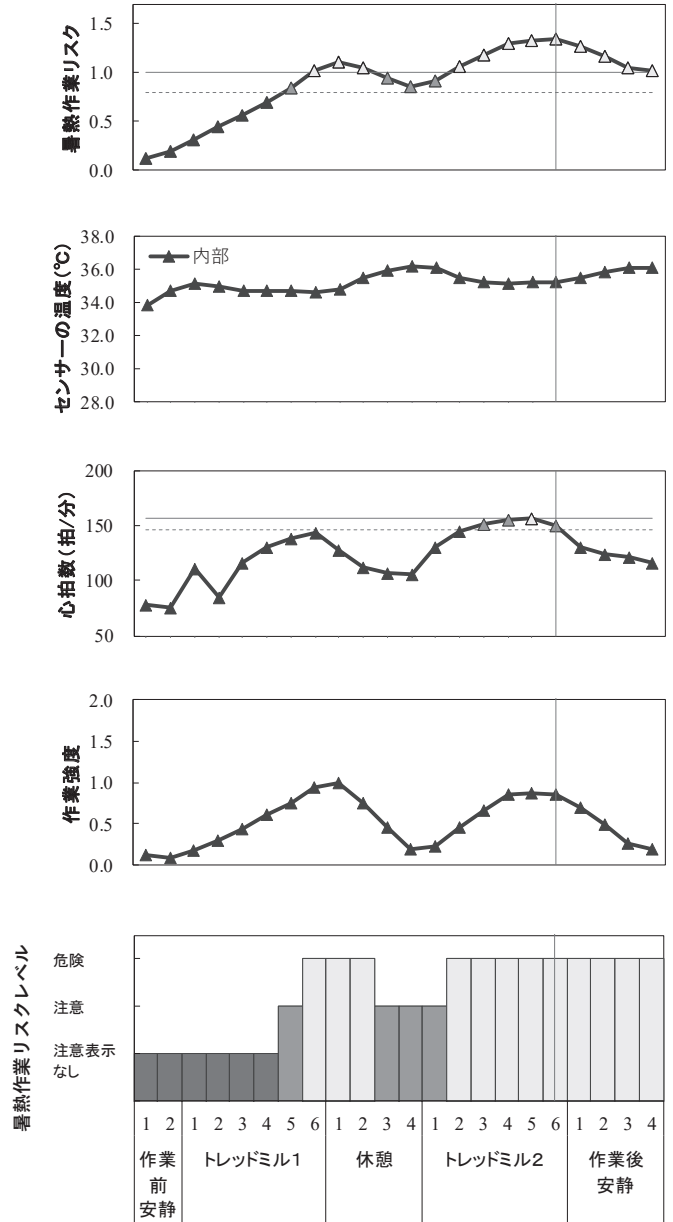 暑熱作業リスク
1.5
1.0
0.5
0.0
センサーの温度(℃)
38.0
36.0
34.0
32.0
30.0
28.0
内部
心拍数(拍/分)
200
150
100
50
作業強度
2.0
1.5
1.0
0.5
0.0
暑熱作業リスクレベル
危険
注意
注意表示
なし
1 2 1 2 3 4 5 6 1 2 3 4 1 2 3 4 5 6 1 2 3 4
作業
前
安静
トレッドミル1
休憩
トレッドミル2
作業後
安静